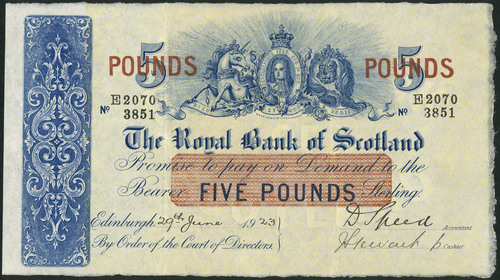 5 POUNDS 5 POUNDS
E2070 E2070
No 3851 No 3851
The Royal Bank of Scotland
Promise to pay on Demand to the
Bearer FIVE POUNDS Sterling.
Edinburgh 29th June 1923
By Order of the Court of Directors.
D Speed Accountant
Cashier